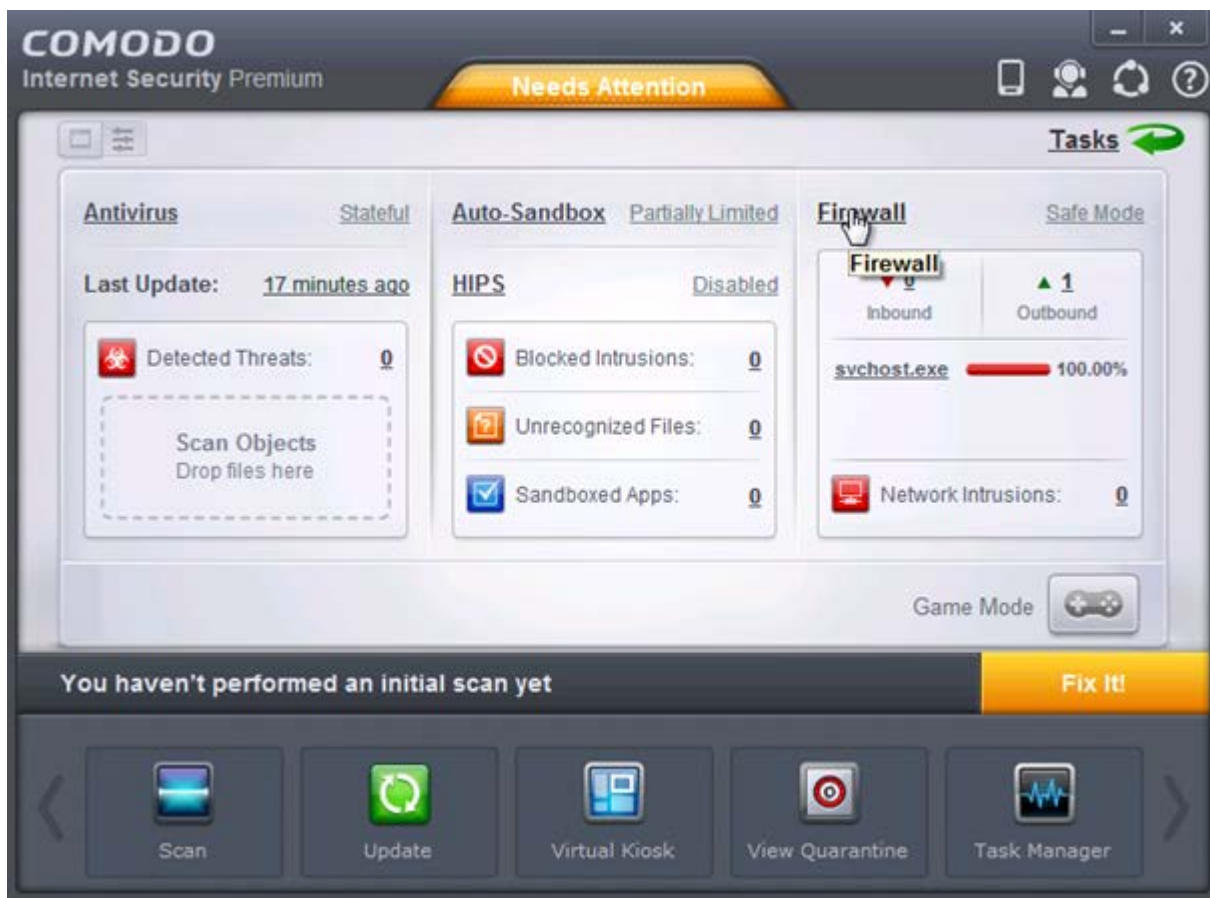 COMODO
Internet Security Premium
Needs Attention
Tasks
Antivirus Stateful
Last Update: 17 minutes ago
Detected Threats: 0
Scan Objects
Drop files here
Auto-Sandbox Partially Limited
HIPS Disabled
Blocked Intrusions: 0
Unrecognized Files: 0
Sandboxed Apps: 0
Firewall Safe Mode
Firewall
Inbound
1
Outbound
svchost.exe 100.00%
Network Intrusions: 0
Game Mode
You haven't performed an initial scan yet
Fix It!
Scan
Update
Virtual Kiosk
View Quarantine
Task Manager